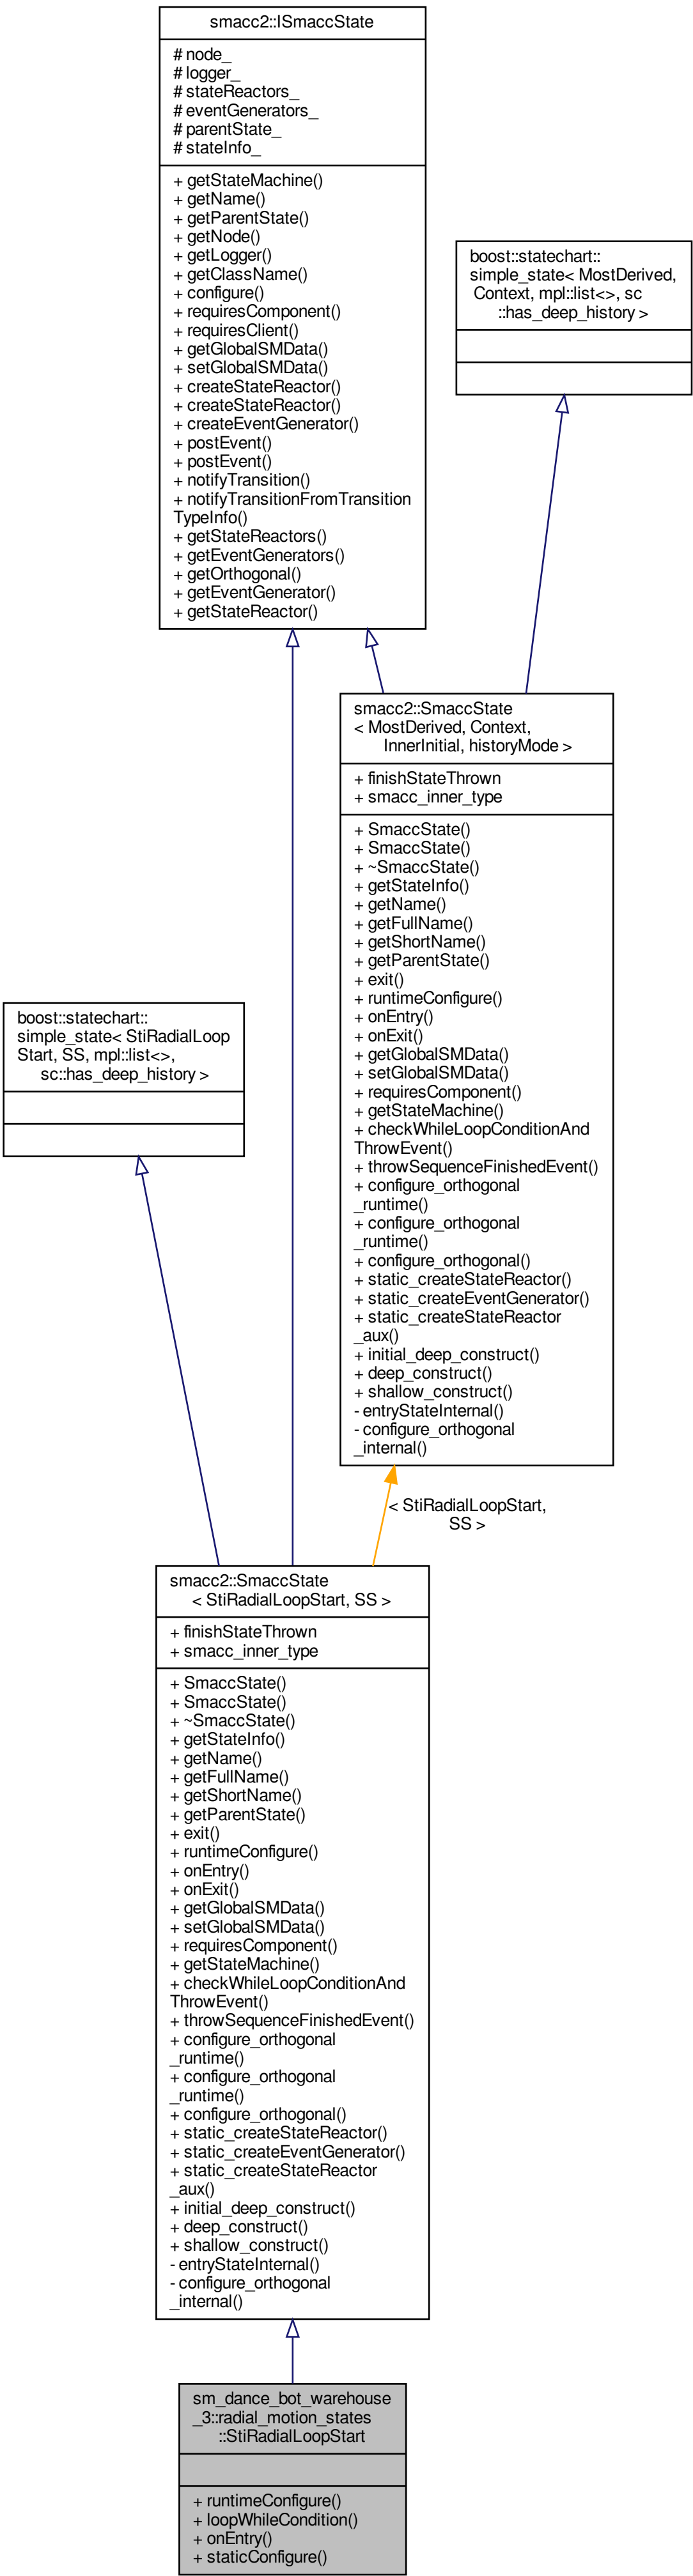 smacc2::ISmaccState
# node_
# logger_
# stateReactors_
# eventGenerators_
# parentState_
# stateInfo_
+ getStateMachine()
+ getName()
+ getParentState()
+ getNode()
+ getLogger()
+ getClassName()
+ configure()
+ requiresComponent()
+ requiresClient()
+ getGlobalSMData()
+ setGlobalSMData()
+ createStateReactor()
+ createStateReactor()
+ createEventGenerator()
+ postEvent()
+ postEvent()
+ notifyTransition()
+ notifyTransitionFromTransition
TypeInfo()
+ getStateReactors()
+ getEventGenerators()
+ getOrthogonal()
+ getEventGenerator()
+ getStateReactor()
boost::statechart::
simple_state< MostDerived,
Context, mpl::list<>, sc
::has_deep_history >
smacc2::SmaccState
< MostDerived, Context,
InnerInitial, historyMode >
+ finishStateThrown
+ smacc_inner_type
+ SmaccState()
+ SmaccState()
+ ~SmaccState()
+ getStateInfo()
+ getName()
+ getFullName()
+ getShortName()
+ getParentState()
+ exit()
+ runtimeConfigure()
+ onEntry()
+ onExit()
+ getGlobalSMData()
+ setGlobalSMData()
+ requiresComponent()
+ getStateMachine()
+ checkWhileLoopConditionAnd
ThrowEvent()
+ throwSequenceFinishedEvent()
+ configure_orthogonal
_runtime()
+ configure_orthogonal
_runtime()
+ configure_orthogonal()
+ static_createStateReactor()
+ static_createEventGenerator()
+ static_createStateReactor
_aux()
+ initial_deep_construct()
+ deep_construct()
+ shallow_construct()
- entryStateInternal()
- configure_orthogonal
_internal()
boost::statechart::
simple_state< StiRadialLoop
Start, SS, mpl::list<>,
sc::has_deep_history >
< StiRadialLoopStart,
SS >
smacc2::SmaccState
< StiRadialLoopStart, SS >
+ finishStateThrown
+ smacc_inner_type
+ SmaccState()
+ SmaccState()
+ ~SmaccState()
+ getStateInfo()
+ getName()
+ getFullName()
+ getShortName()
+ getParentState()
+ exit()
+ runtimeConfigure()
+ onEntry()
+ onExit()
+ getGlobalSMData()
+ setGlobalSMData()
+ requiresComponent()
+ getStateMachine()
+ checkWhileLoopConditionAnd
ThrowEvent()
+ throwSequenceFinishedEvent()
+ configure_orthogonal
_runtime()
+ configure_orthogonal
_runtime()
+ configure_orthogonal()
+ static_createStateReactor()
+ static_createEventGenerator()
+ static_createStateReactor
_aux()
+ initial_deep_construct()
+ deep_construct()
+ shallow_construct()
- entryStateInternal()
- configure_orthogonal
_internal()
sm_dance_bot_warehouse
_3::radial_motion_states
::StiRadialLoopStart
+ runtimeConfigure()
+ loopWhileCondition()
+ onEntry()
+ staticConfigure()